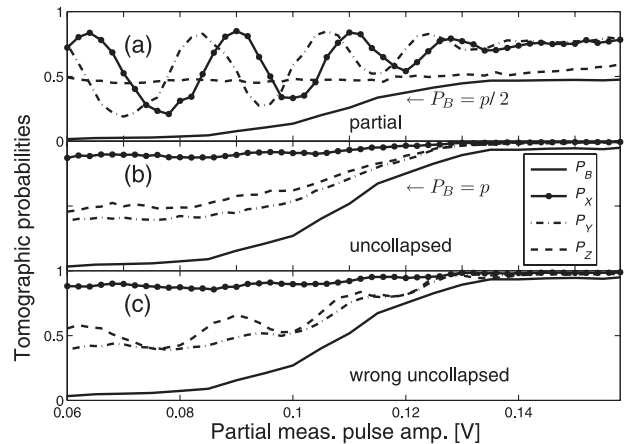 Tomographic probabilities
1
(a)
0.5
← P_B = p/2
partial
0
(b)
← P_B = p
uncollapsed
P_B
P_X
P_Y
P_Z
1
(c)
0.5
wrong uncollapsed
0
0.06 0.08 0.1 0.12 0.14
Partial meas. pulse amp. [V]